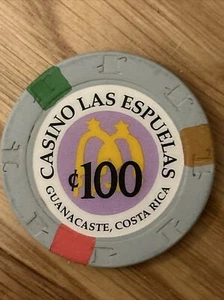 CASINO LAS ESPUELAS
¢100
GUANACASTE, COSTA RICA